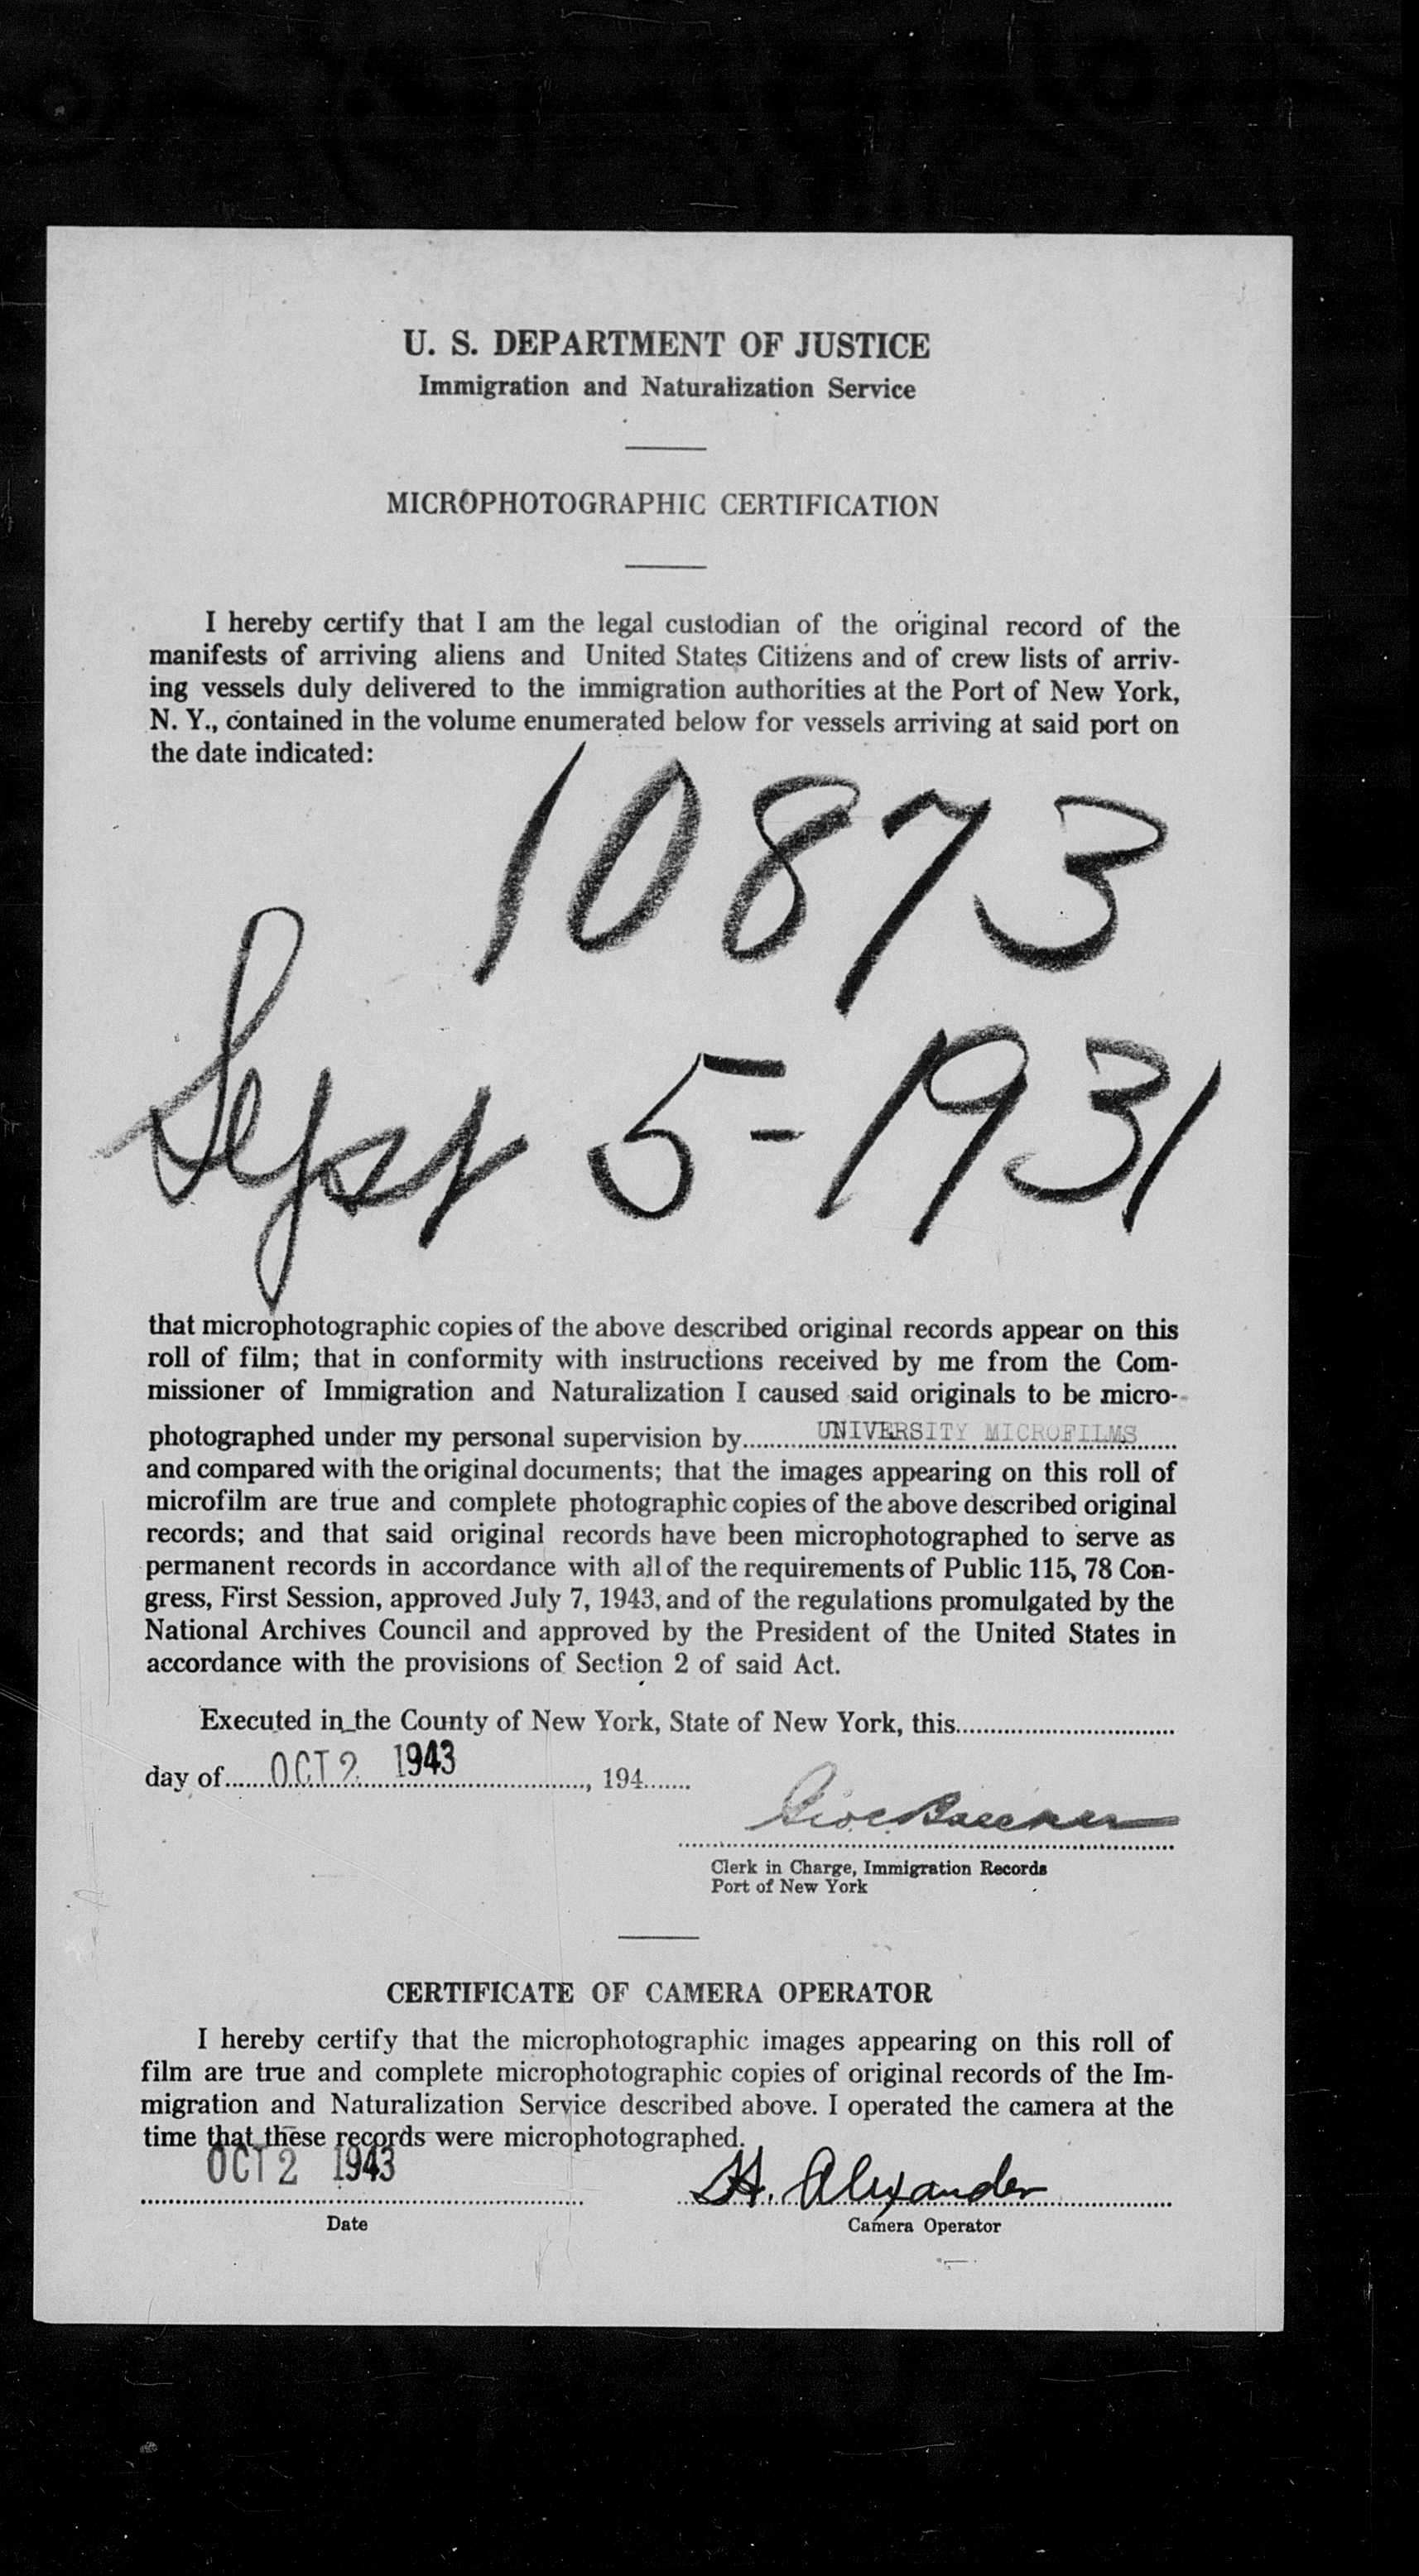 U. S. DEPARTMENT OF JUSTICE
Immigration and Naturalization Service
MICROPHOTOGRAPHIC CERTIFICATION
I hereby certify that I am the legal custodian of the original record of the
manifests of arriving aliens and United States Citizens and of crew lists of arriv-
ing vessels duly delivered to the immigration authorities at the Port of New York,
N. Y., contained in the volume enumerated below for vessels arriving at said port on
the date indicated:
10873
Sept 5-1931
that microphotographic copies of the above described original records appear on this
roll of film; that in conformity with instructions received by me from the Com-
missioner of Immigration and Naturalization I caused said originals to be micro-
photographed under my personal supervision by UNIVERSITY MICROFILMS
and compared with the original documents; that the images appearing on this roll of
microfilm are true and complete photographic copies of the above described original
records; and that said original records have been microphotographed to serve as
permanent records in accordance with all of the requirements of Public 115, 78 Con-
gress, First Session, approved July 7, 1943, and of the regulations promulgated by the
National Archives Council and approved by the President of the United States in
accordance with the provisions of Section 2 of said Act.
Executed in the County of New York, State of New York, this
day of OCT 2 1943, 194
Clerk in Charge, Immigration Records
Port of New York
CERTIFICATE OF CAMERA OPERATOR
I hereby certify that the microphotographic images appearing on this roll of
film are true and complete microphotographic copies of original records of the Im-
migration and Naturalization Service described above. I operated the camera at the
time that these records were microphotographed.
OCT 2 1943 H. Alexander
Date Camera Operator